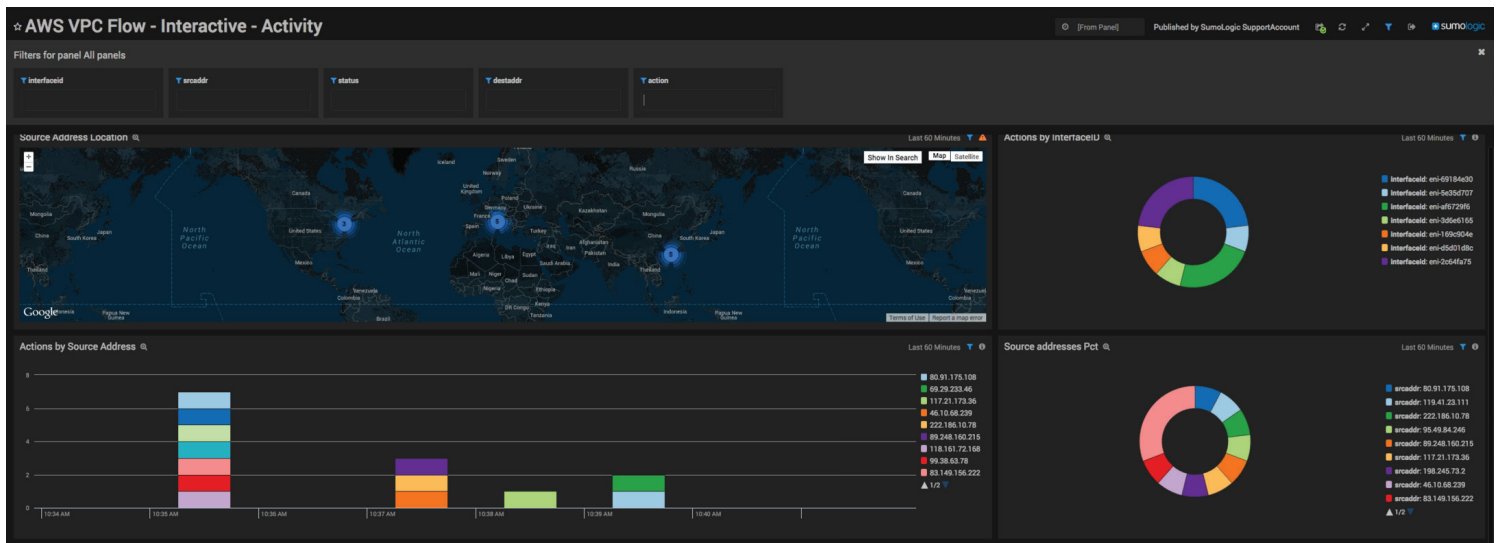 AWS VPC Flow - Interactive - Activity
[From Panel]
Published by SumoLogic SupportAccount
sumologic
Filters for panel All panels
interfaceid
srcaddr
status
destaddr
action
Source Address Location
Last 60 Minutes
Show In Search
Map
Satellite
+
-
Iceland
Sweden
Norway
Russia
Canada
United Kingdom
Poland
Germany
Ukraine
France
Spain
Turkey
Kazakhstan
Mongolia
Canada
Mongolia
China
South Korea
Japan
North Pacific Ocean
United States
3
North Atlantic Ocean
5
Iraq
Iran
Afghanistan
Pakistan
China
South Korea
Japan
5
North Pacific Ocean
United States
Algeria
Libya
Egypt
Saudi Arabia
India
Thailand
Mexico
Mexico
Thailand
Mali
Niger
Chad
Sudan
Nigeria
Ethiopia
Venezuela
Colombia
DR Congo
Kenya
Tanzania
Brazil
Indonesia
Papua New Guinea
Venezuel
Colombia
Google
nesia
Papua New Guinea
Terms of Use
Report a map error
Actions by InterfaceID
Last 60 Minutes
interfaceId: eni-69184e30
interfaceId: eni-5e35d707
interfaceId: eni-af6729f6
interfaceId: eni-3d6e6165
interfaceId: eni-169c904e
interfaceId: eni-d5d01d8c
interfaceId: eni-2c64fa75
Actions by Source Address
Last 60 Minutes
8
6
4
2
0
10:34 AM
10:35 AM
10:36 AM
10:37 AM
10:38 AM
10:39 AM
10:40 AM
80.91.175.108
69.29.233.46
117.21.173.36
46.10.68.239
222.186.10.78
89.248.160.215
118.161.72.168
99.38.63.78
83.149.156.222
1/2
Source addresses Pct
Last 60 Minutes
srcaddr: 80.91.175.108
srcaddr: 119.41.23.111
srcaddr: 222.186.10.78
srcaddr: 95.49.84.246
srcaddr: 89.248.160.215
srcaddr: 117.21.173.36
srcaddr: 198.245.73.2
srcaddr: 46.10.68.239
srcaddr: 83.149.156.222
1/2